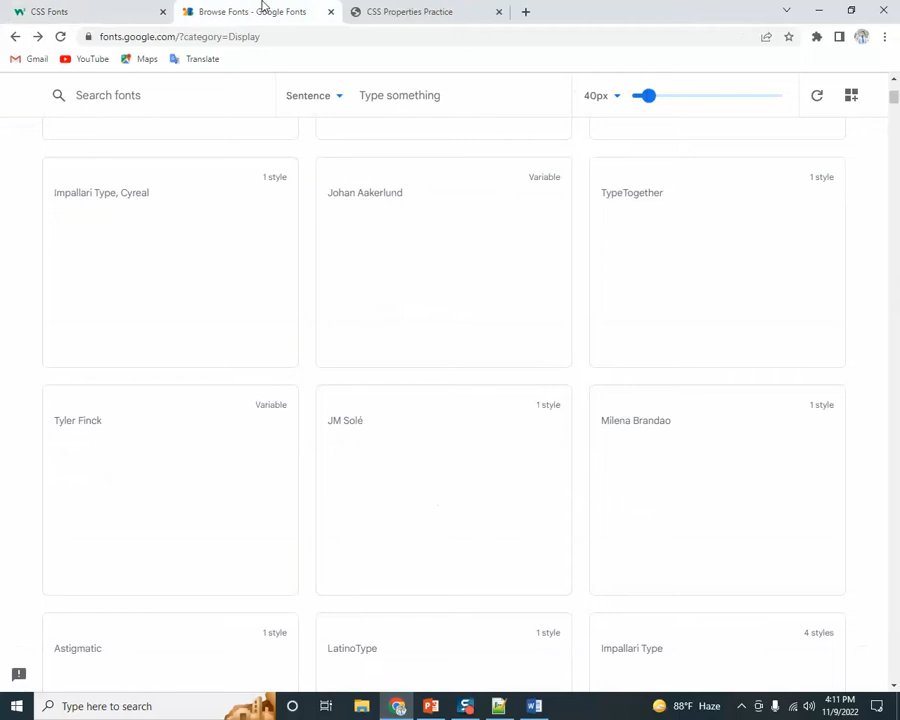 CSS Fonts
Browse Fonts - Google Fonts
CSS Properties Practice
fonts.google.com/?category=Display
Gmail
YouTube
Maps
Translate
Search fonts
Sentence
Type something
40px
1 style
Impallari Type, Cyreal
Variable
Johan Aakerlund
1 style
TypeTogether
Variable
Tyler Finck
1 style
JM Solé
1 style
Milena Brandao
1 style
Astigmatic
1 style
LatinoType
4 styles
Impallari Type
Type here to search
88°F Haze
4:11 PM
11/9/2022